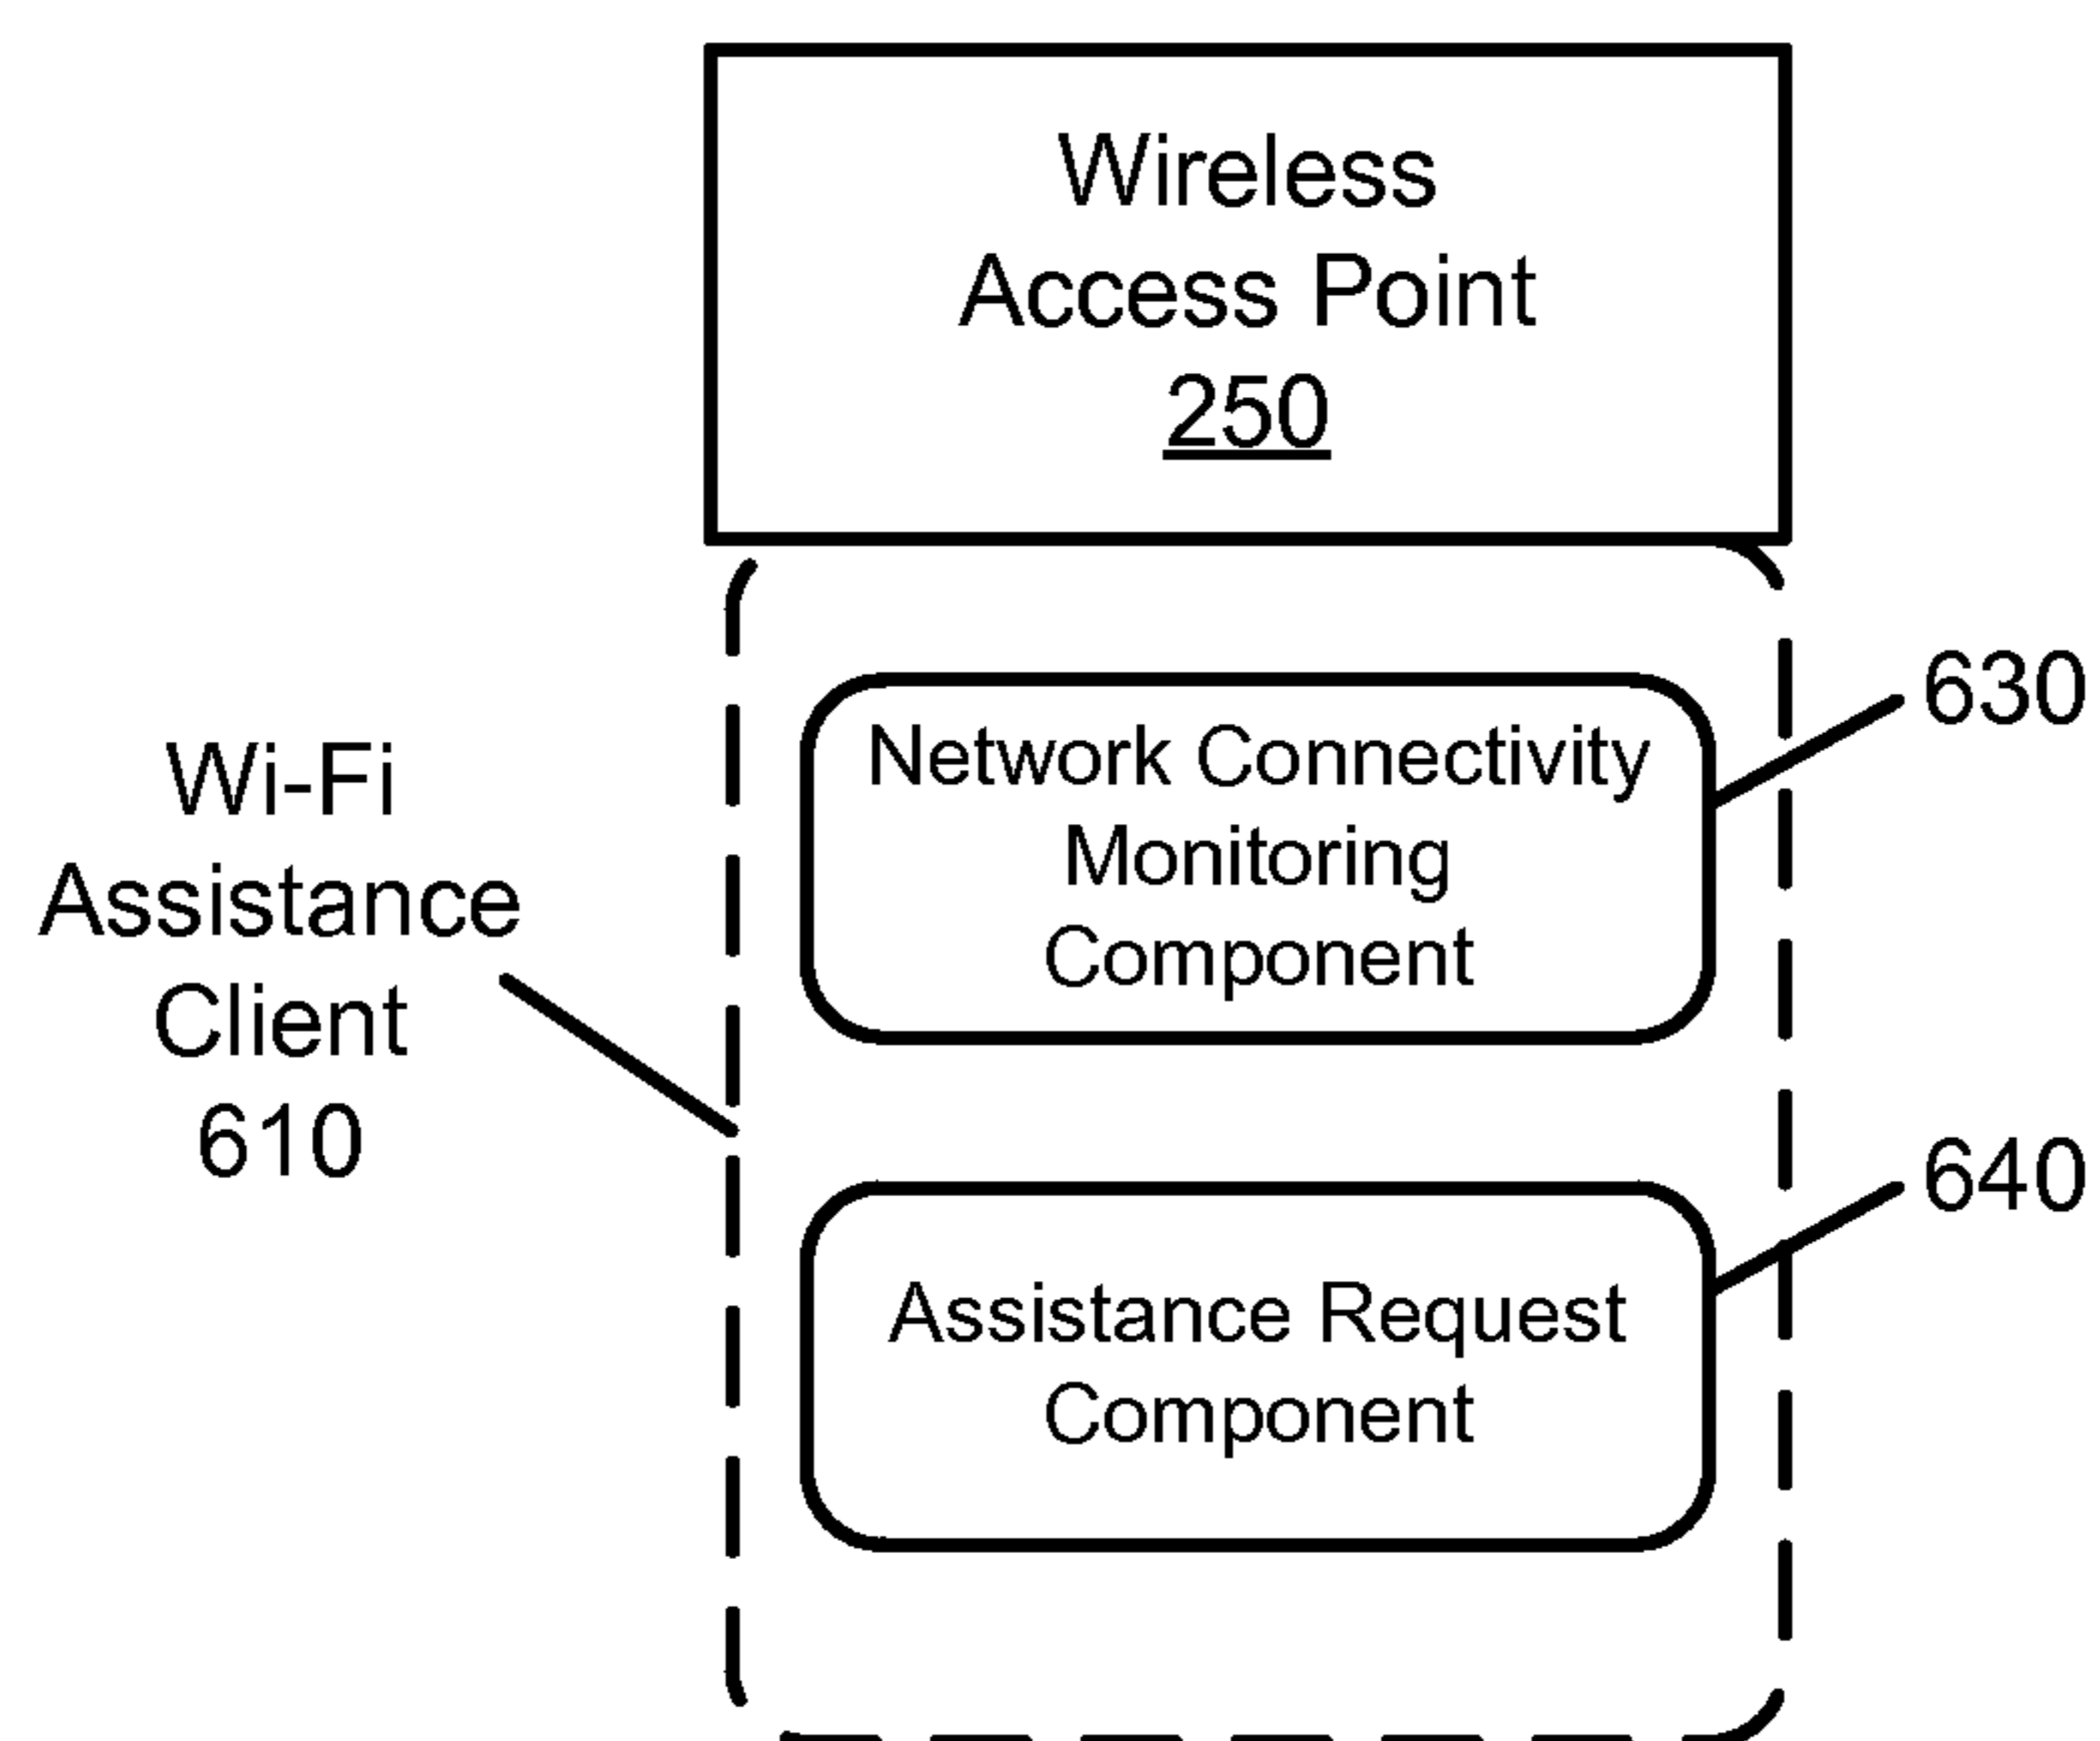 Wireless
Access Point
250
Network Connectivity
Monitoring
Component
630
Wi-Fi
Assistance
Client
610
Assistance Request
Component
640